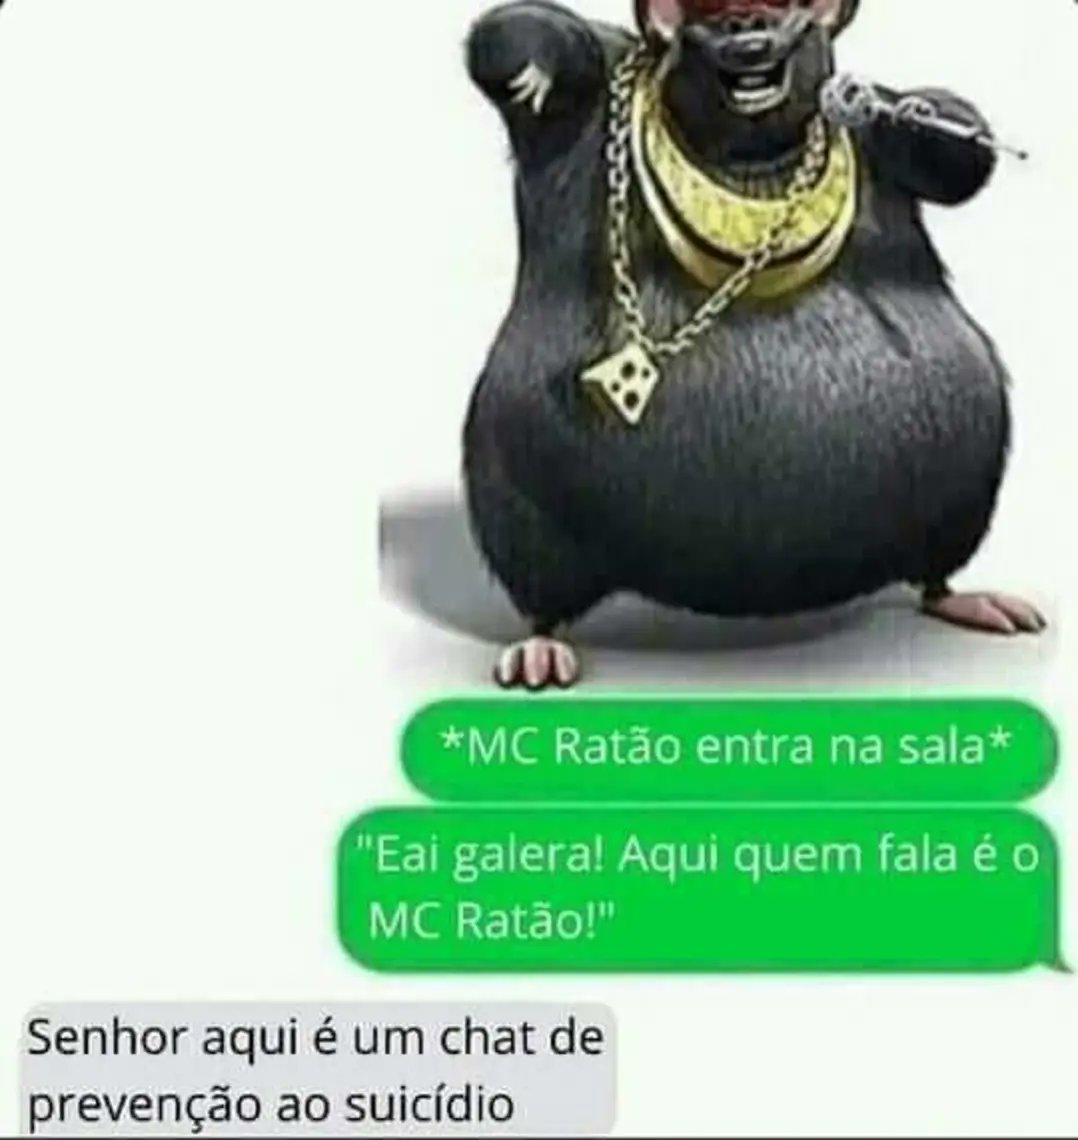 *MC Ratão entra na sala*
"Eai galera! Aqui quem fala é o
MC Ratão!"
Senhor aqui é um chat de
prevenção ao suicídio